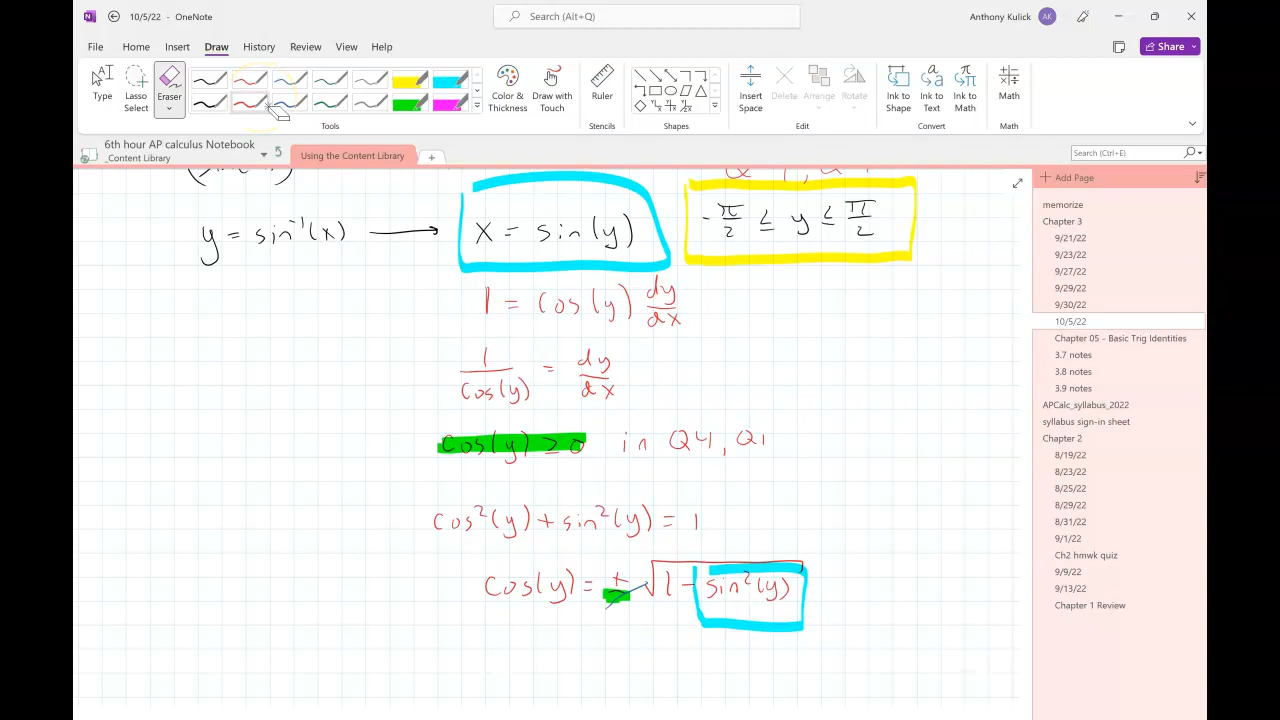 10/5/22 - OneNote
Search (Alt+Q)
Anthony Kulick
AK
File Home Insert Draw View History Review View Help
Share
Type
Lasso Select
Eraser
Color & Thickness
Draw with Touch
Ruler
Insert Space
Delete
Arrange
Rotate
Ink to Shape
Ink to Text
Ink to Math
Math
Tools
Stencils
Shapes
Edit
Convert
Math
6th hour AP calculus Notebook
_Content Library
Using the Content Library
Search (Ctrl+E)
Add Page
memorize
Chapter 3
9/21/22
9/23/22
9/27/22
9/29/22
9/30/22
10/5/22
Chapter 05 - Basic Trig Identities
3.7 notes
3.8 notes
3.9 notes
APCalc_syllabus_2022
syllabus sign-in sheet
Chapter 2
8/19/22
8/23/22
8/25/22
8/29/22
8/31/22
9/1/22
Ch2 hmwk quiz
9/9/22
9/13/22
Chapter 1 Review
y = sin⁻¹(x) ⟶ x = sin(y) -π/2 ≤ y ≤ π/2
1 = cos(y) dy/dx
1/cos(y) = dy/dx
cos(y) ≥ 0 in Q4, Q1
cos²(y) + sin²(y) = 1
cos(y) = ± √1 - sin²(y)